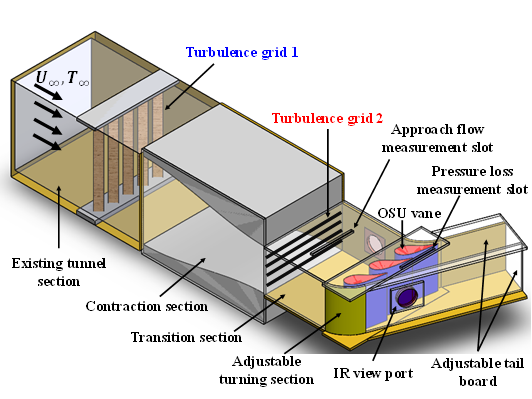 Turbulence grid 1
U∞, T∞
Turbulence grid 2
Approach flow
measurement slot
Pressure loss
measurement slot
OSU vane
Existing tunnel
section
Contraction section
Transition section
Adjustable
turning section
IR view port
Adjustable tail
board